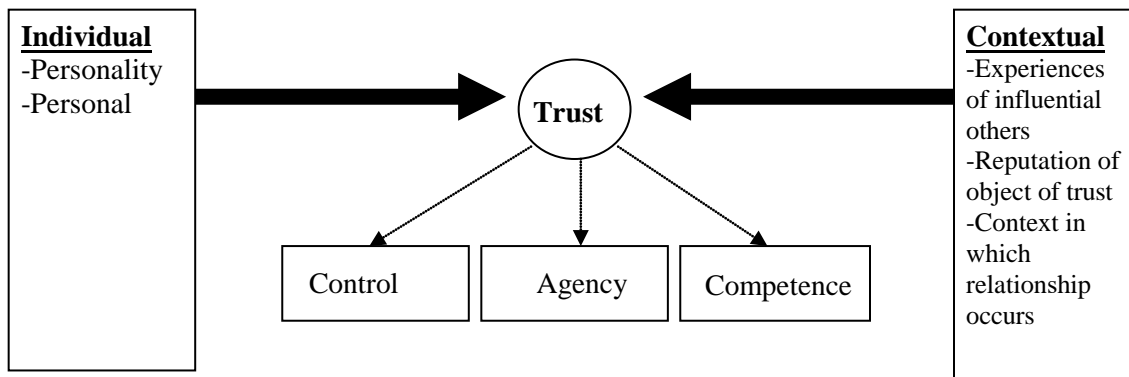 Individual
-Personality
-Personal
Trust
Control
Agency
Competence
Contextual
-Experiences
of influential
others
-Reputation of
object of trust
-Context in
which
relationship
occurs